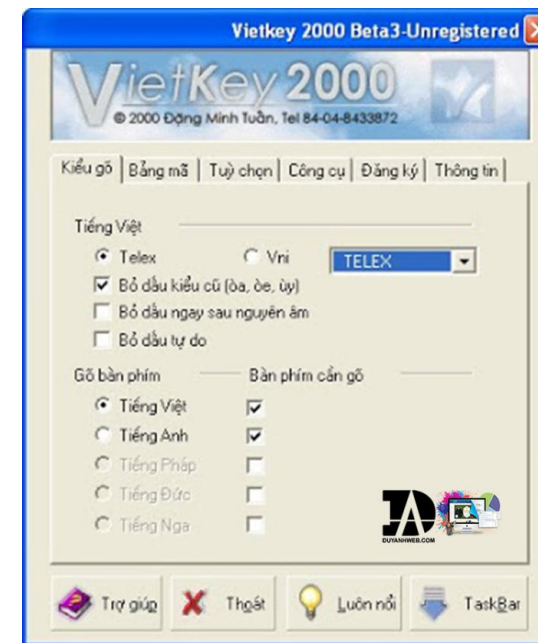 Vietkey 2000 Beta3-Unregistered
VietKey 2000
© 2000 Đặng Minh Tuấn, Tel 84-04-8433872
Kiểu gõ Bảng mã Tuỳ chọn Công cụ Đăng ký Thông tin
Tiếng Việt
Telex Vni TELEX
Bỏ dấu kiểu cũ (òa, òe, ùy)
Bỏ dấu ngay sau nguyên âm
Bỏ dấu tự do
Gõ bàn phím Bàn phím cần gõ
Tiếng Việt
Tiếng Anh
Tiếng Pháp
Tiếng Đức
Tiếng Nga
DUYANHWEB.COM
Trợ giúp Thoát Luôn nổi TaskBar